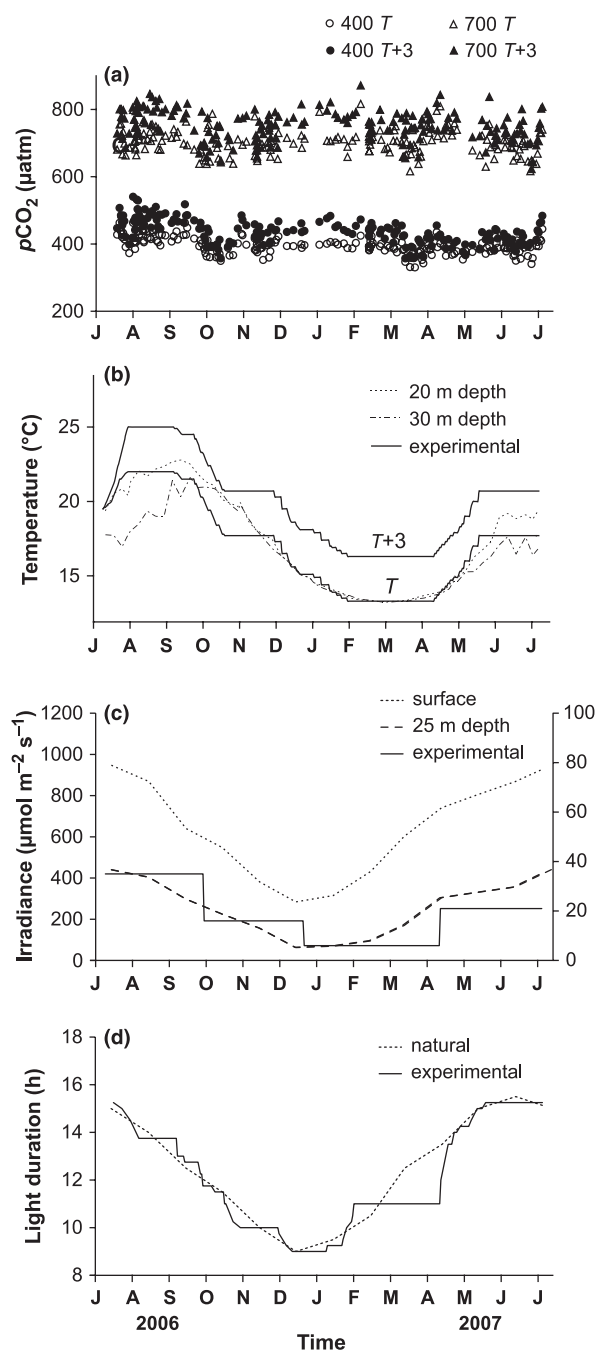 400 T 700 T
400 T+3 700 T+3
(a)
800
600
400
200
pCO₂ (µatm)
J A S O N D J F M A M J J
(b)
20 m depth
30 m depth
experimental
25
20
15
Temperature (°C)
T+3
T
J A S O N D J F M A M J J
(c)
surface
25 m depth
experimental
1200 100
1000
800 80
600 60
400 40
200 20
0 0
Irradiance (µmol m⁻² s⁻¹)
J A S O N D J F M A M J J
(d)
natural
experimental
18
16
14
12
10
8
Light duration (h)
J A S O N D J F M A M J J
2006 2007
Time